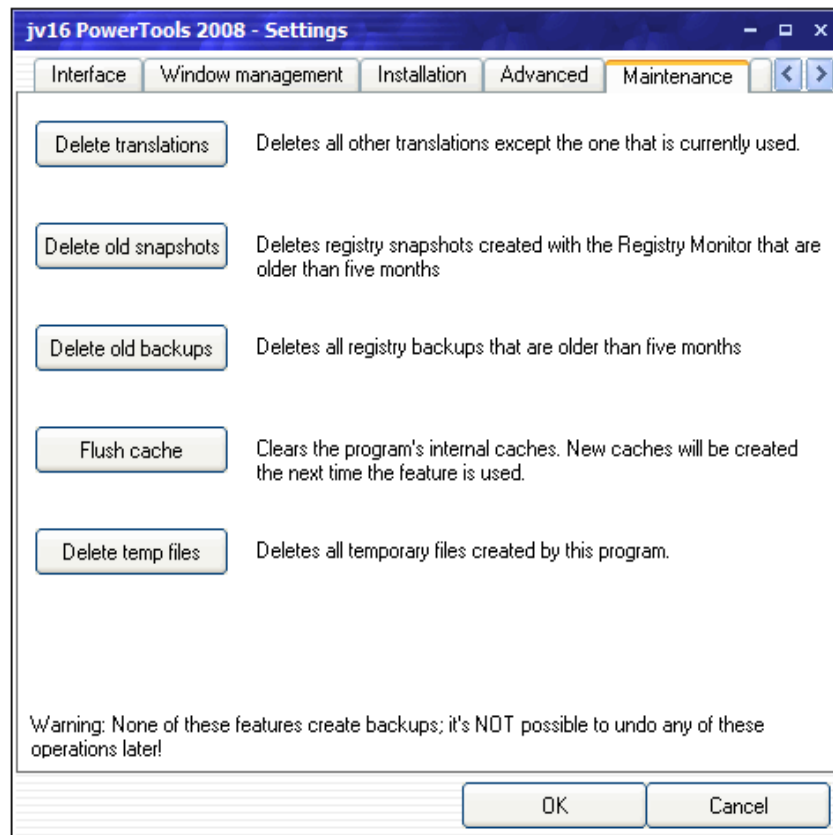 jv16 PowerTools 2008 - Settings
Interface
Window management
Installation
Advanced
Maintenance
Delete translations
Deletes all other translations except the one that is currently used.
Delete old snapshots
Deletes registry snapshots created with the Registry Monitor that are
older than five months
Delete old backups
Deletes all registry backups that are older than five months
Flush cache
Clears the program's internal caches. New caches will be created
the next time the feature is used.
Delete temp files
Deletes all temporary files created by this program.
Warning: None of these features create backups; it's NOT possible to undo any of these
operations later!
OK
Cancel